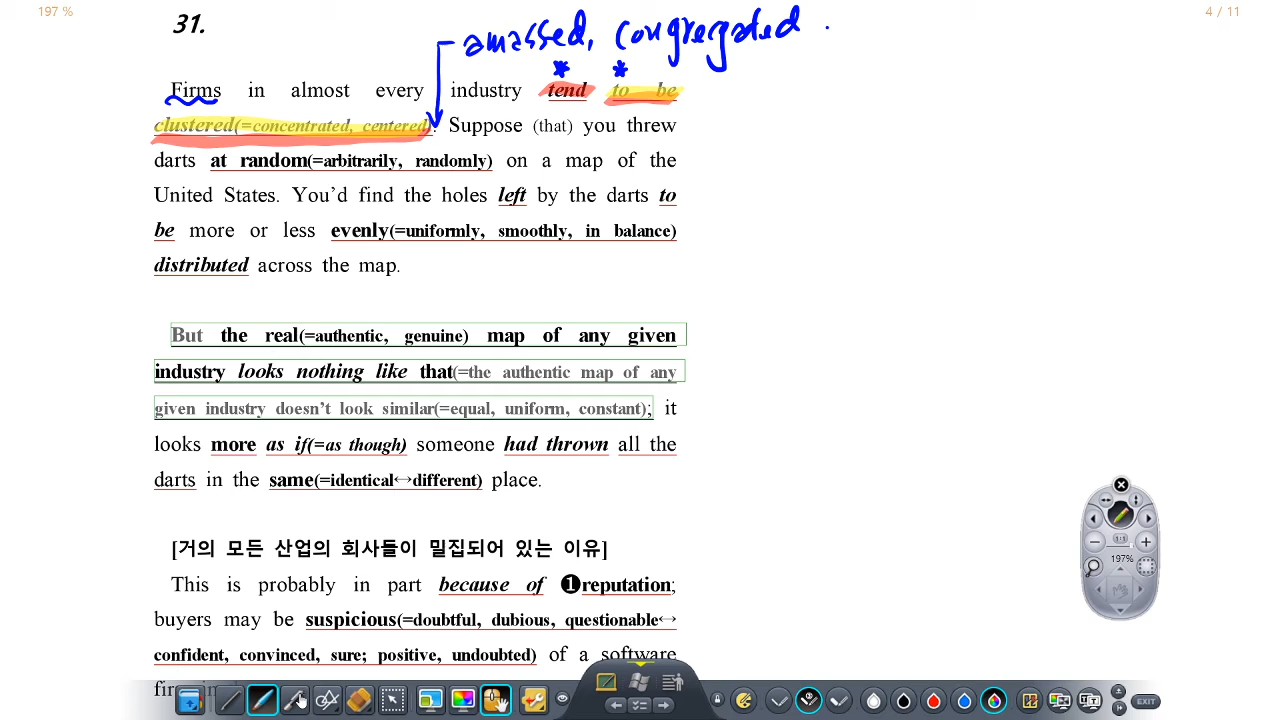 197 %
4 / 11
31.
amassed, congregated .
* *
Firms in almost every industry tend to be
clustered(=concentrated, centered). Suppose (that) you threw
darts at random(=arbitrarily, randomly) on a map of the
United States. You'd find the holes left by the darts to
be more or less evenly(=uniformly, smoothly, in balance)
distributed across the map.
But the real(=authentic, genuine) map of any given
industry looks nothing like that(=the authentic map of any
given industry doesn't look similar(=equal, uniform, constant); it
looks more as if(=as though) someone had thrown all the
darts in the same(=identical↔different) place.
[거의 모든 산업의 회사들이 밀집되어 있는 이유]
This is probably in part because of ❶reputation;
buyers may be suspicious(=doubtful, dubious, questionable↔
confident, convinced, sure; positive, undoubted) of a software
1:1
197%
EXIT